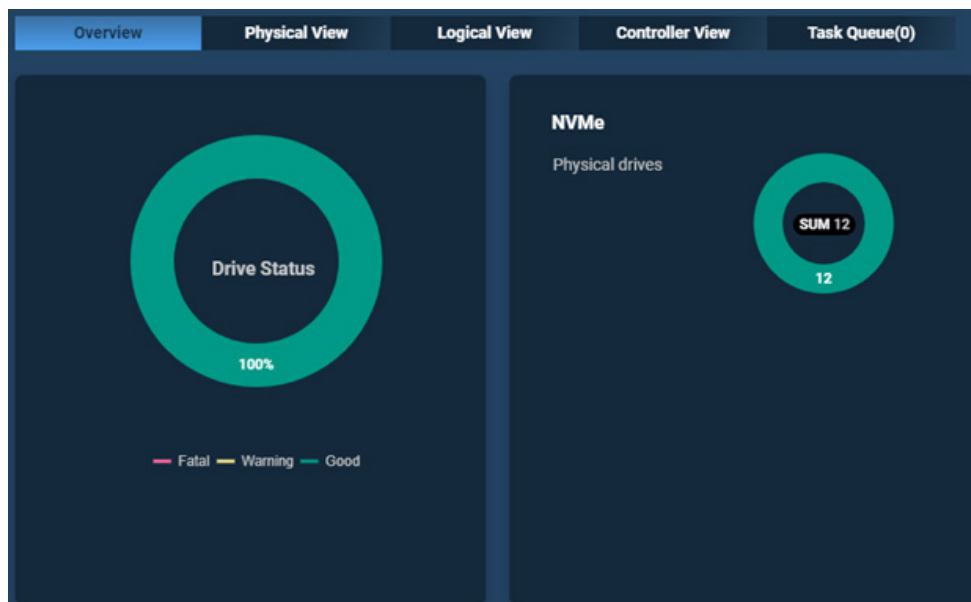 Overview Physical View Logical View Controller View Task Queue(0)
Drive Status
100%
Fatal Warning Good
NVMe
Physical drives
SUM 12
12